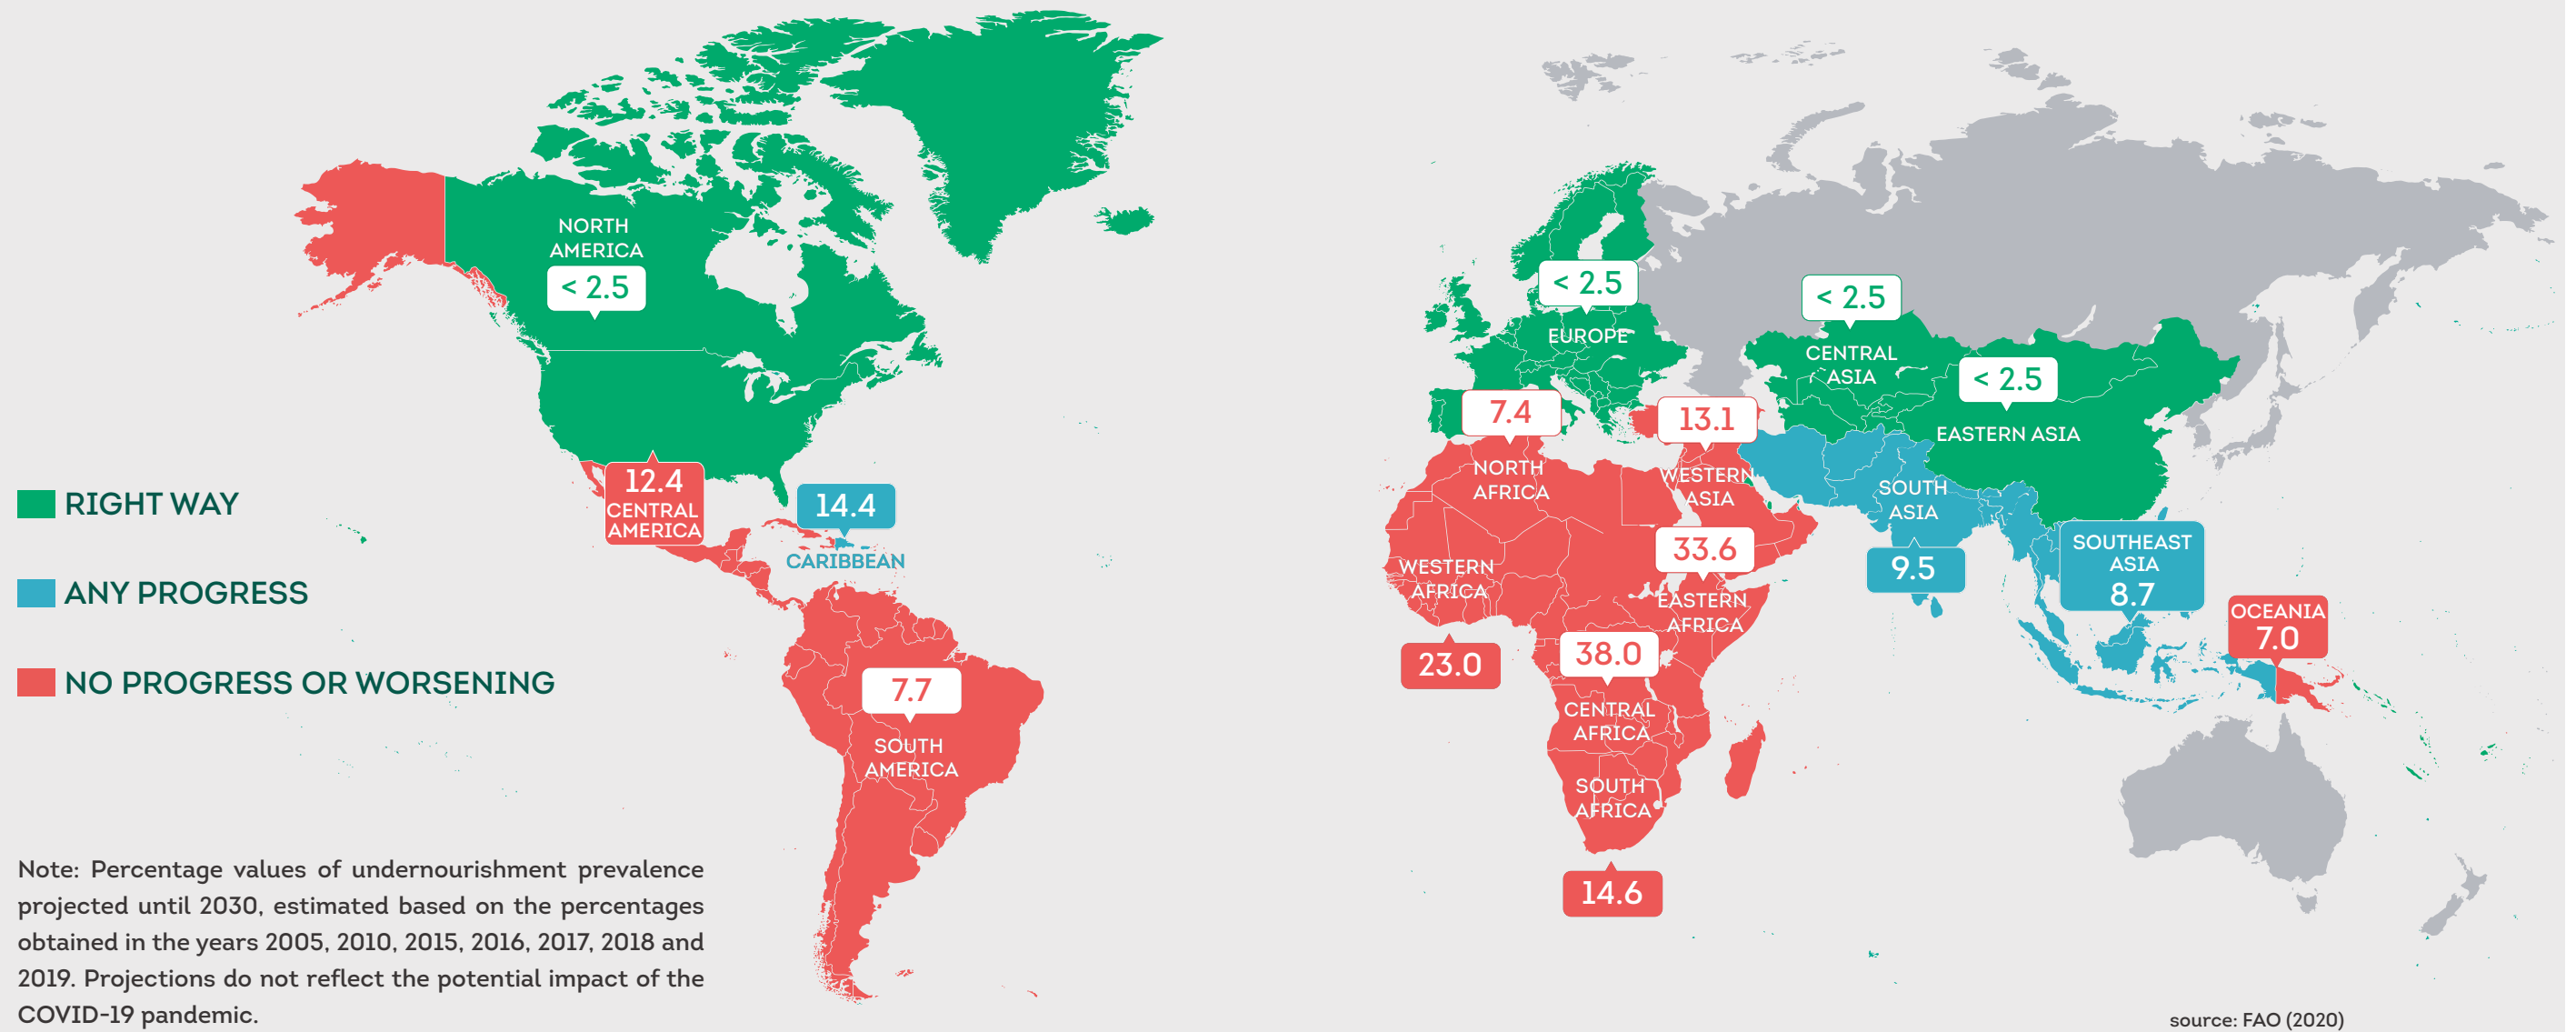 NORTH
AMERICA
< 2.5
12.4
CENTRAL
AMERICA
14.4
CARIBBEAN
7.7
SOUTH
AMERICA
< 2.5
EUROPE
< 2.5
CENTRAL
ASIA
< 2.5
EASTERN ASIA
7.4
NORTH
AFRICA
13.1
WESTERN
ASIA
WESTERN
AFRICA
23.0
33.6
EASTERN
AFRICA
38.0
CENTRAL
AFRICA
SOUTH
AFRICA
14.6
SOUTH
ASIA
9.5
SOUTHEAST
ASIA
8.7
OCEANIA
7.0
RIGHT WAY
ANY PROGRESS
NO PROGRESS OR WORSENING
Note: Percentage values of undernourishment prevalence
projected until 2030, estimated based on the percentages
obtained in the years 2005, 2010, 2015, 2016, 2017, 2018 and
2019. Projections do not reflect the potential impact of the
COVID-19 pandemic.
source: FAO (2020)